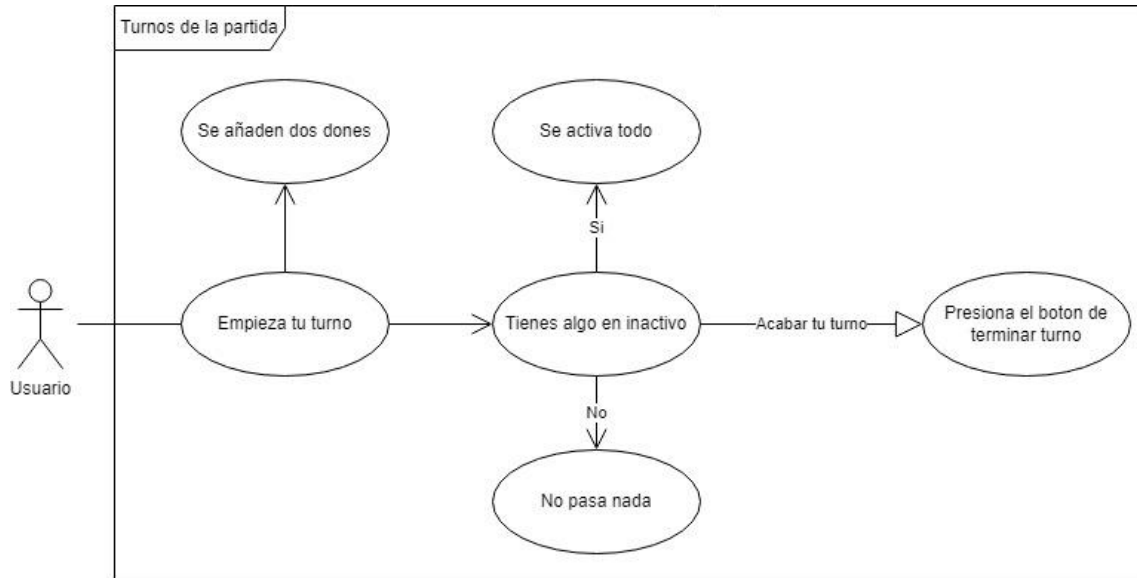 Turnos de la partida
Se añaden dos dones
Se activa todo
Si
Empieza tu turno
Tienes algo en inactivo
Acabar tu turno
Presiona el boton de
terminar turno
Usuario
No
No pasa nada